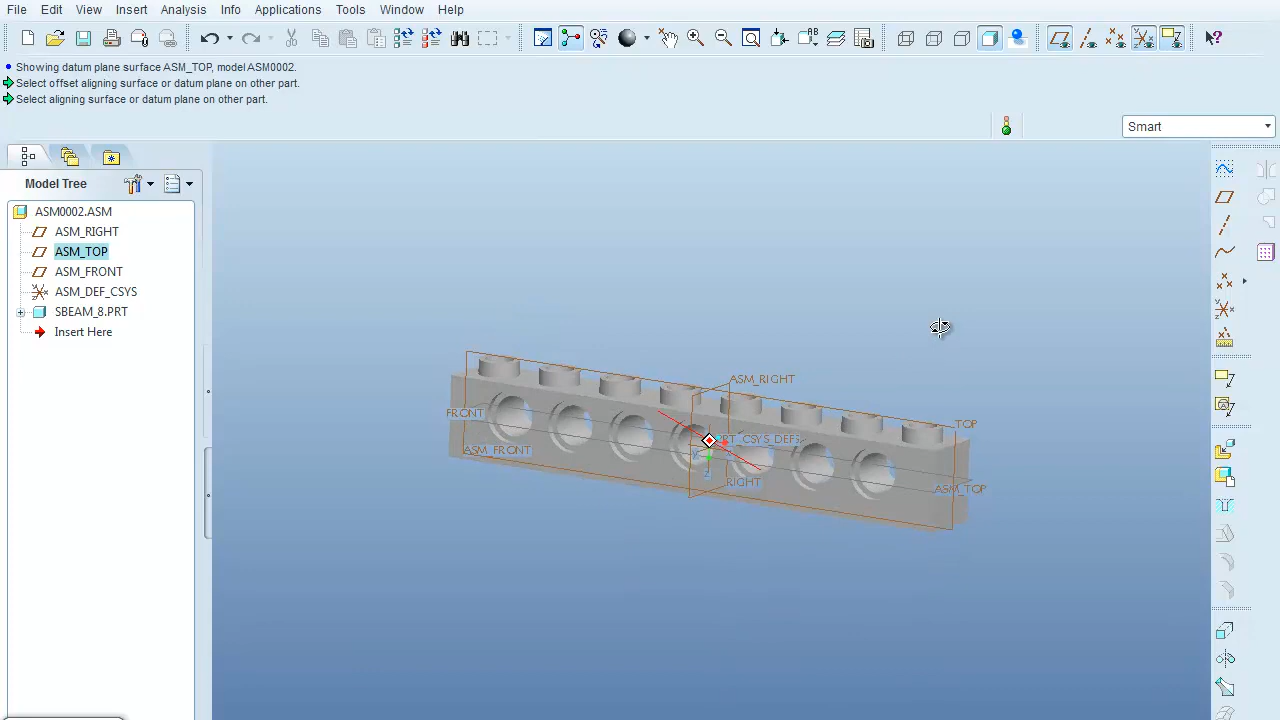 File Edit View Insert Analysis Info Applications Tools Window Help
Showing datum plane surface ASM_TOP, model ASM0002.
Select offset aligning surface or datum plane on other part.
Select aligning surface or datum plane on other part.
Smart
Model Tree
ASM0002.ASM
ASM_RIGHT
ASM_TOP
ASM_FRONT
ASM_DEF_CSYS
SBEAM_8.PRT
Insert Here
ASM_RIGHT
FRONT
TOP
ASM_FRONT
RIGHT
ASM_TOP